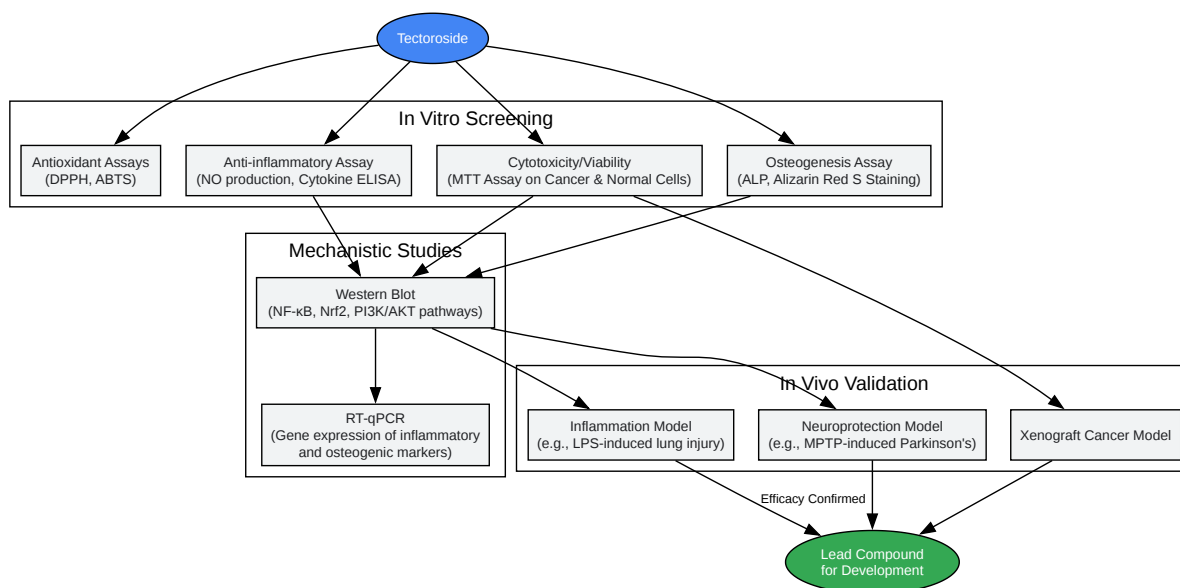 Tectoroside
In Vitro Screening
Antioxidant Assays
(DPPH, ABTS)
Anti-inflammatory Assay
(NO production, Cytokine ELISA)
Cytotoxicity/Viability
(MTT Assay on Cancer & Normal Cells)
Osteogenesis Assay
(ALP, Alizarin Red S Staining)
Mechanistic Studies
Western Blot
(NF-κB, Nrf2, PI3K/AKT pathways)
RT-qPCR
(Gene expression of inflammatory
and osteogenic markers)
In Vivo Validation
Inflammation Model
(e.g., LPS-induced lung injury)
Neuroprotection Model
(e.g., MPTP-induced Parkinson's)
Xenograft Cancer Model
Efficacy Confirmed
Lead Compound
for Development